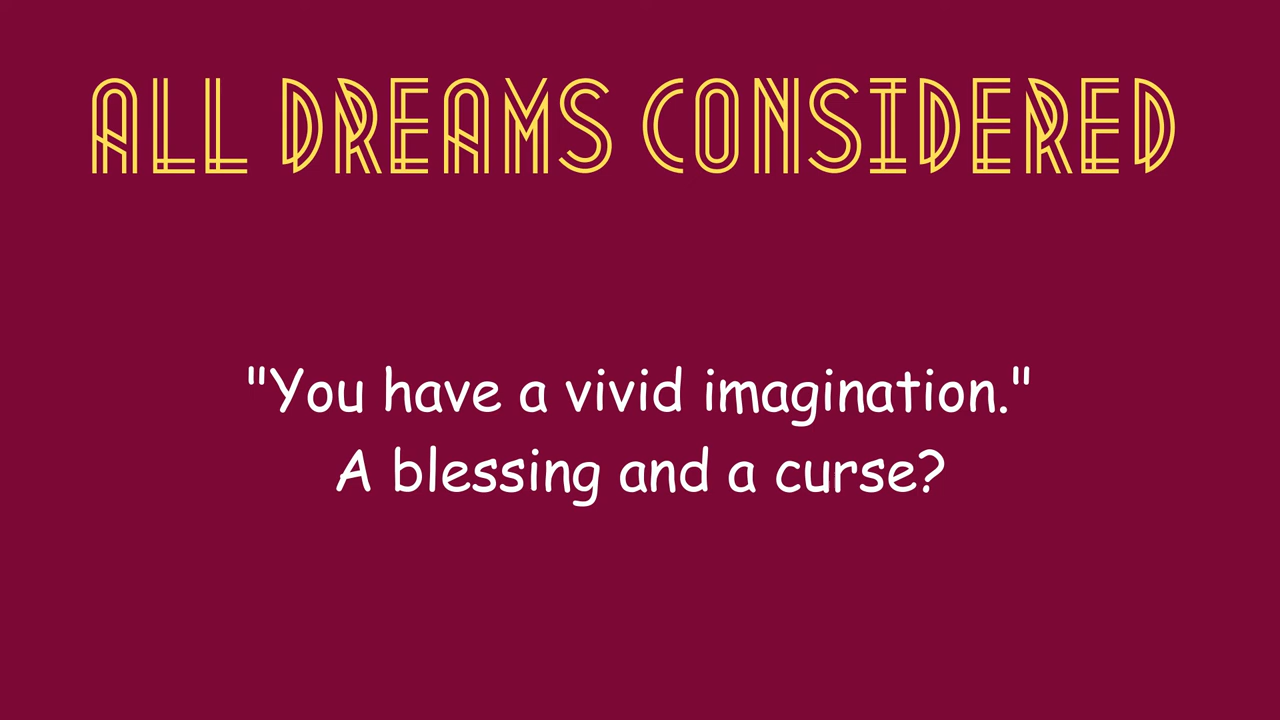 ALL DREAMS CONSIDERED
"You have a vivid imagination."
A blessing and a curse?